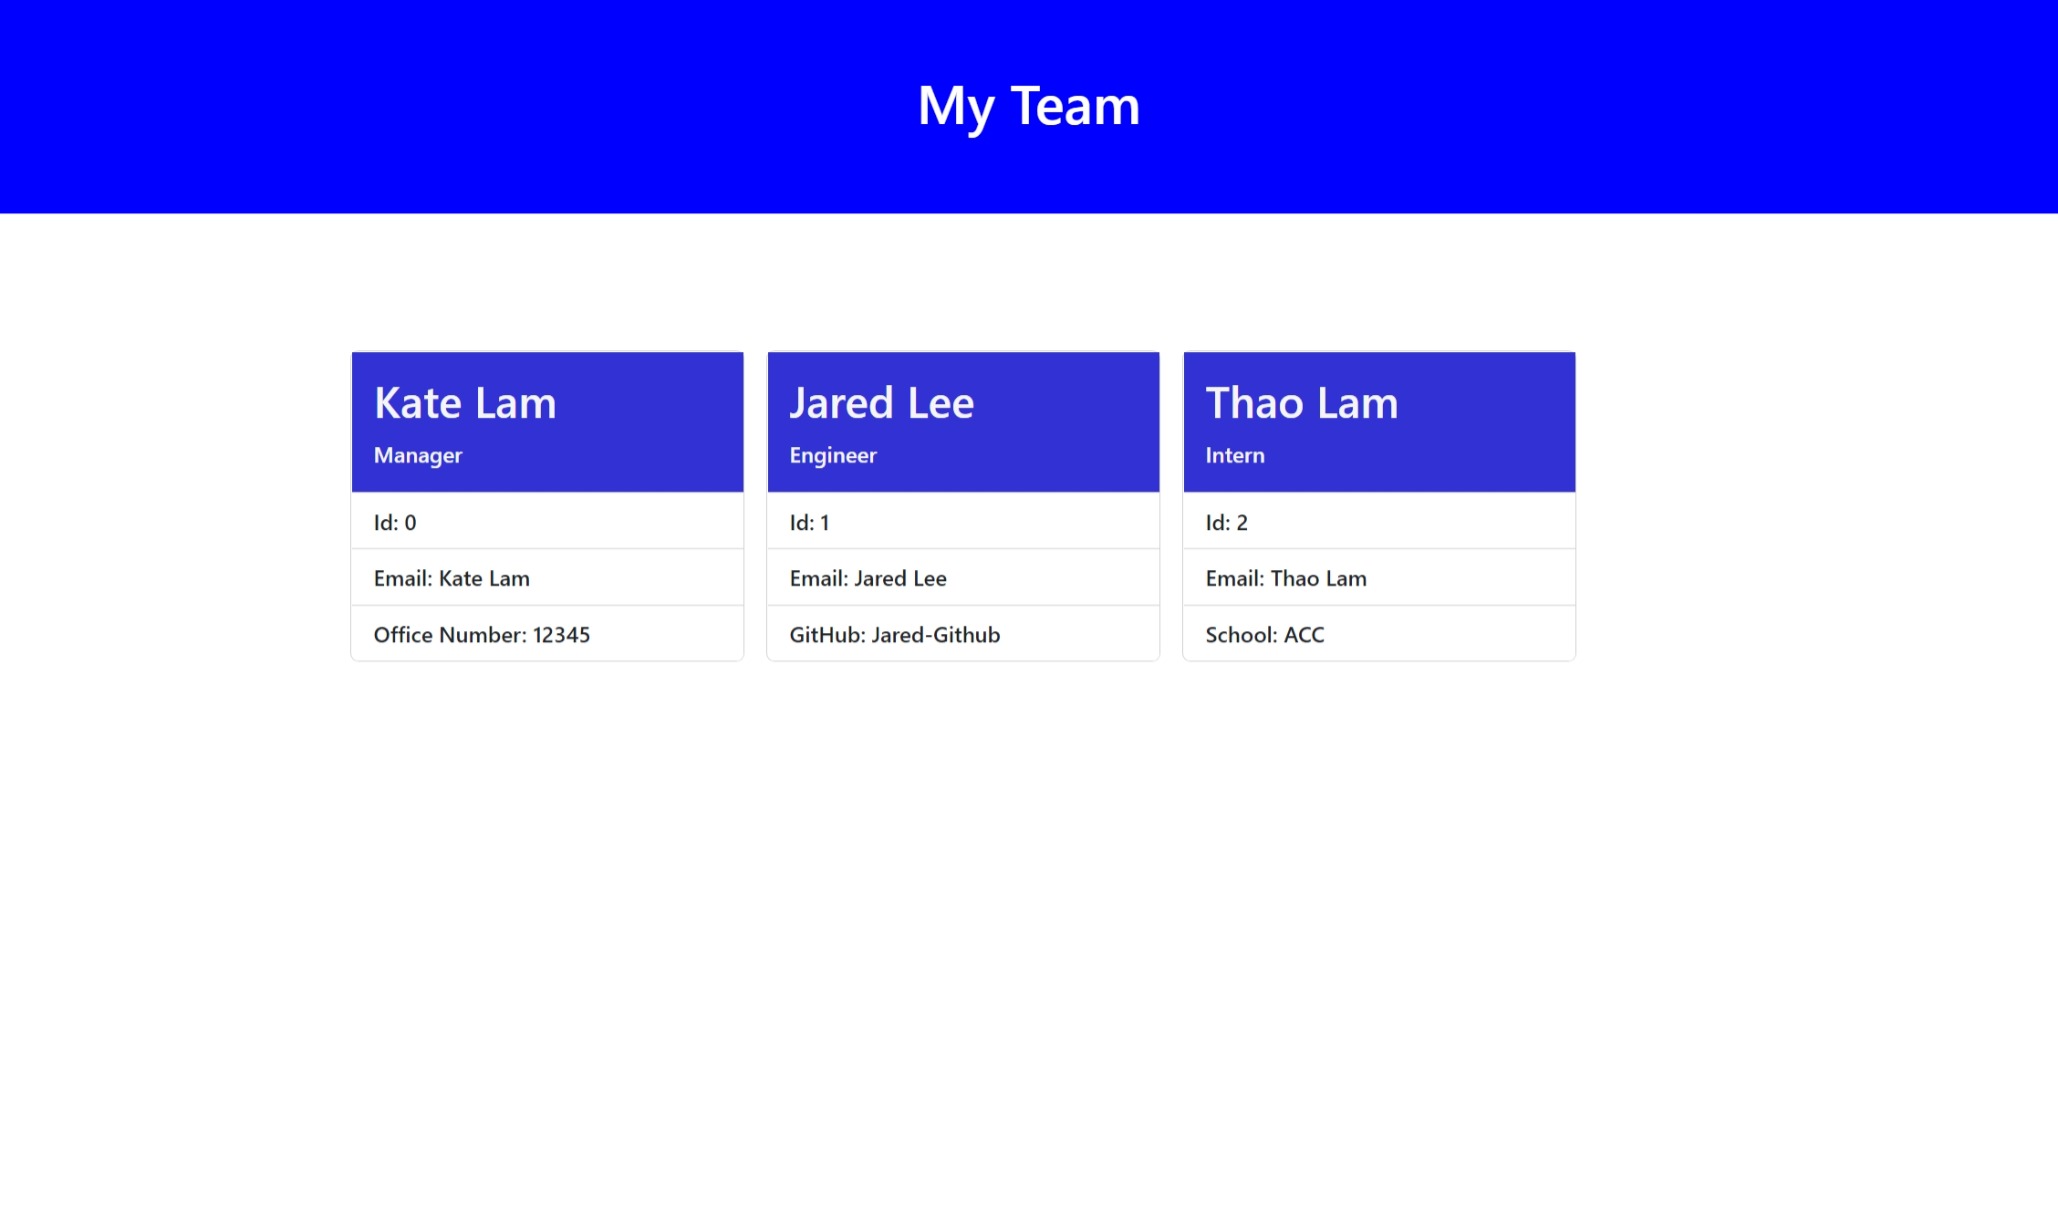 My Team
Kate Lam
Manager
Id: 0
Email: Kate Lam
Office Number: 12345
Jared Lee
Engineer
Id: 1
Email: Jared Lee
GitHub: Jared-Github
Thao Lam
Intern
Id: 2
Email: Thao Lam
School: ACC